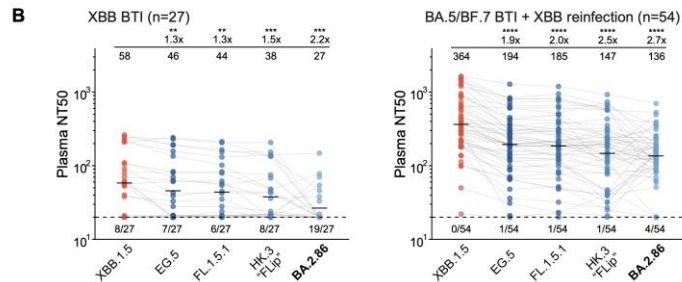 B
XBB BTI (n=27)
** ** *** ***
1.3x 1.3x 1.5x 2.2x
58 46 44 38 27
Plasma NT50
10³
10²
10¹
8/27 7/27 6/27 8/27 19/27
XBB.1.5 EG.5 FL.1.5.1 HK.3 "FLip" BA.2.86
BA.5/BF.7 BTI + XBB reinfection (n=54)
**** **** **** ****
1.9x 2.0x 2.5x 2.7x
364 194 185 147 136
Plasma NT50
10³
10²
10¹
0/54 1/54 1/54 1/54 4/54
XBB.1.5 EG.5 FL.1.5.1 HK.3 "FLip" BA.2.86